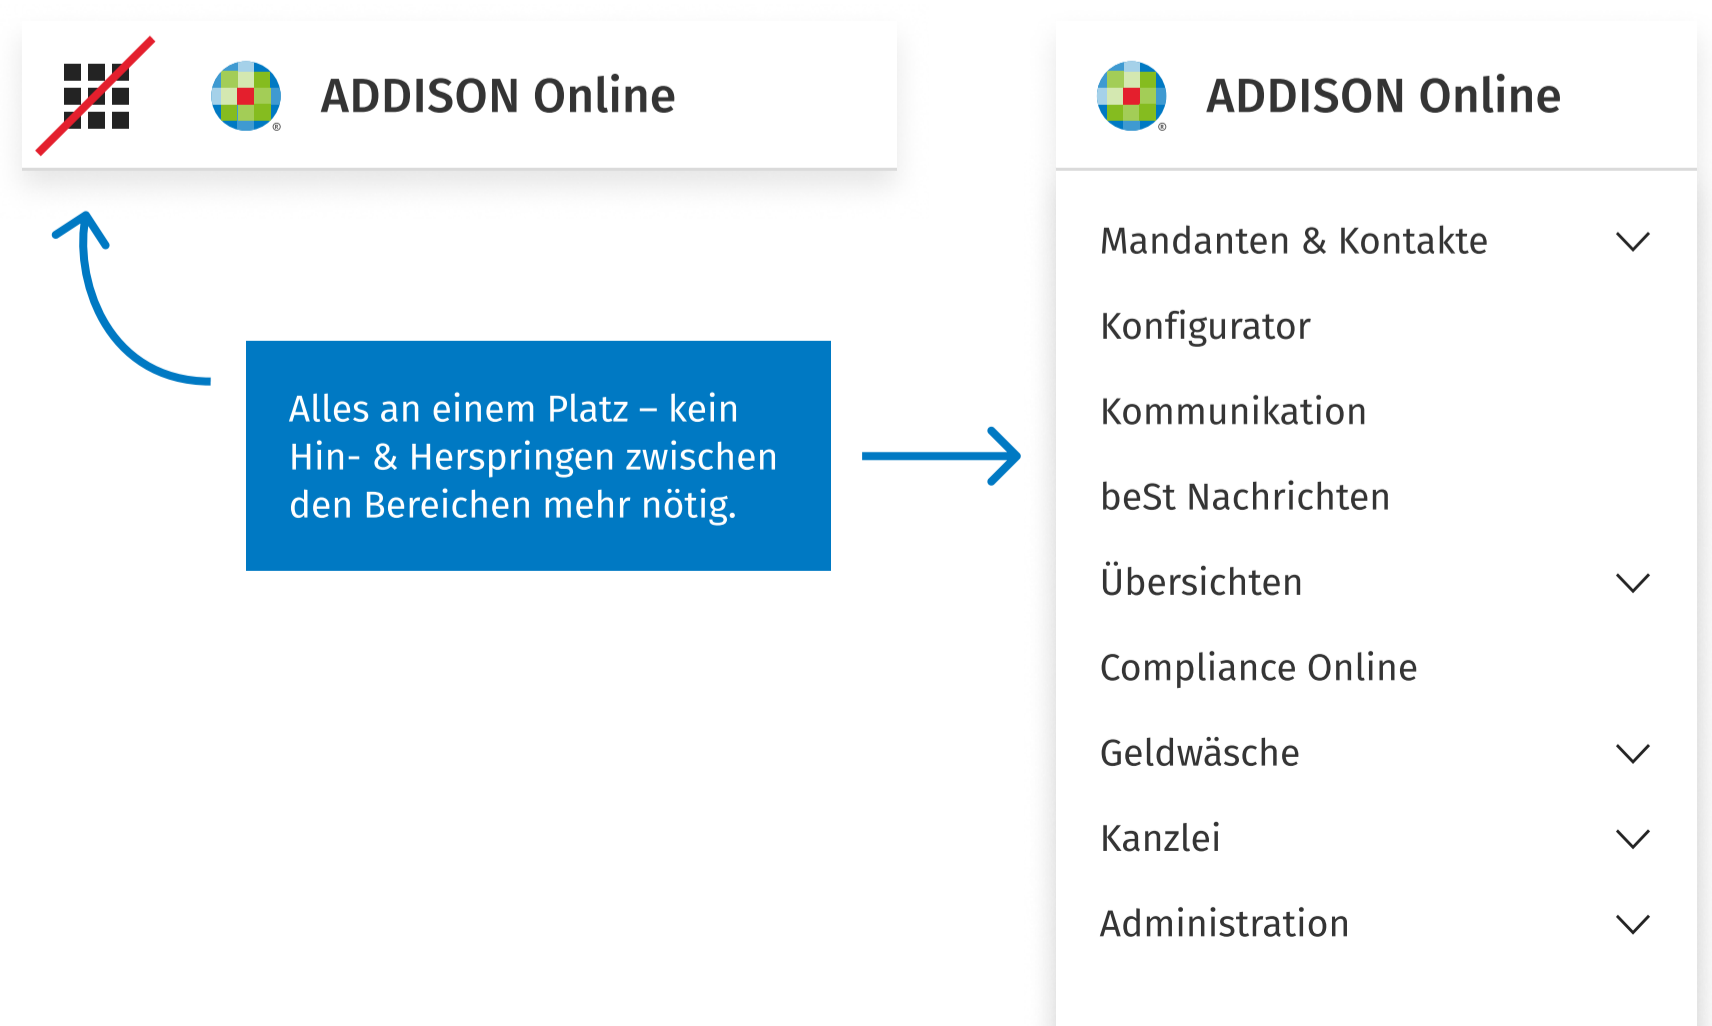 ADDISON Online
Alles an einem Platz – kein
Hin- & Herspringen zwischen
den Bereichen mehr nötig.
ADDISON Online
Mandanten & Kontakte
Konfigurator
Kommunikation
beSt Nachrichten
Übersichten
Compliance Online
Geldwäsche
Kanzlei
Administration